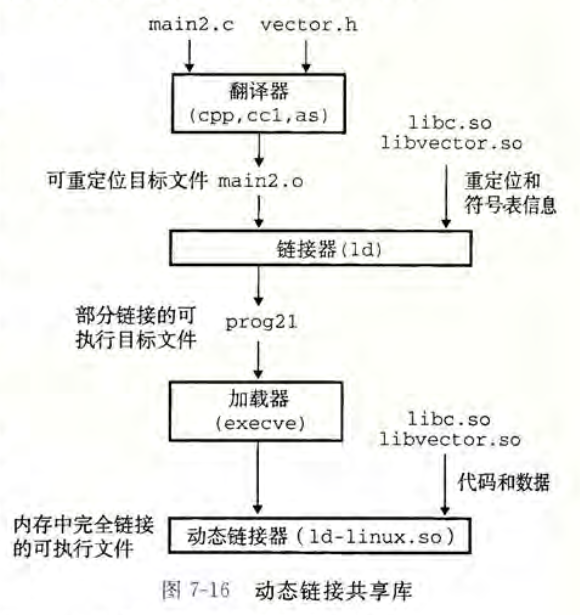 main2.c vector.h
翻译器
(cpp,cc1,as)
libc.so
libvector.so
可重定位目标文件 main2.o
重定位和
符号表信息
链接器(ld)
部分链接的可
执行目标文件
prog21
加载器
(execve)
libc.so
libvector.so
代码和数据
内存中完全链接
的可执行文件
动态链接器(ld-linux.so)
图 7-16 动态链接共享库